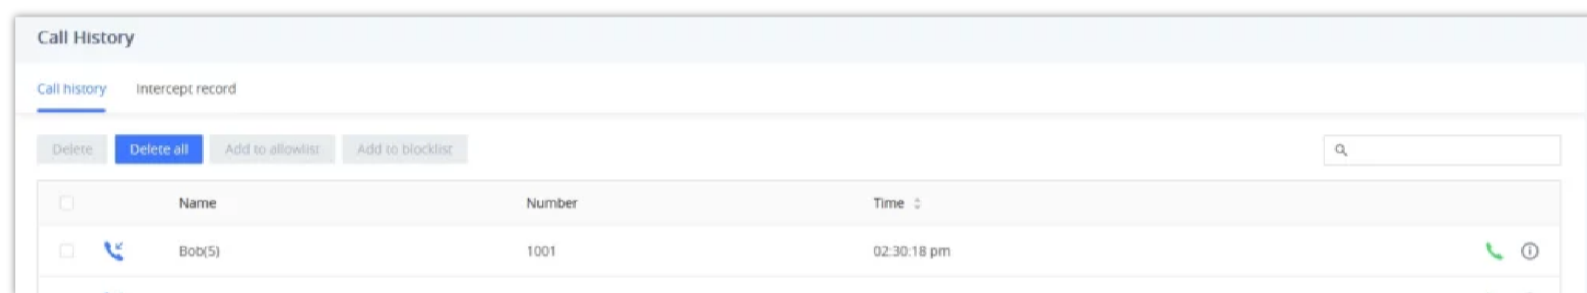 Call History
Call history Intercept record
Delete Delete all Add to allowlist Add to blocklist
Name Number Time
Bob(5) 1001 02:30:18 pm